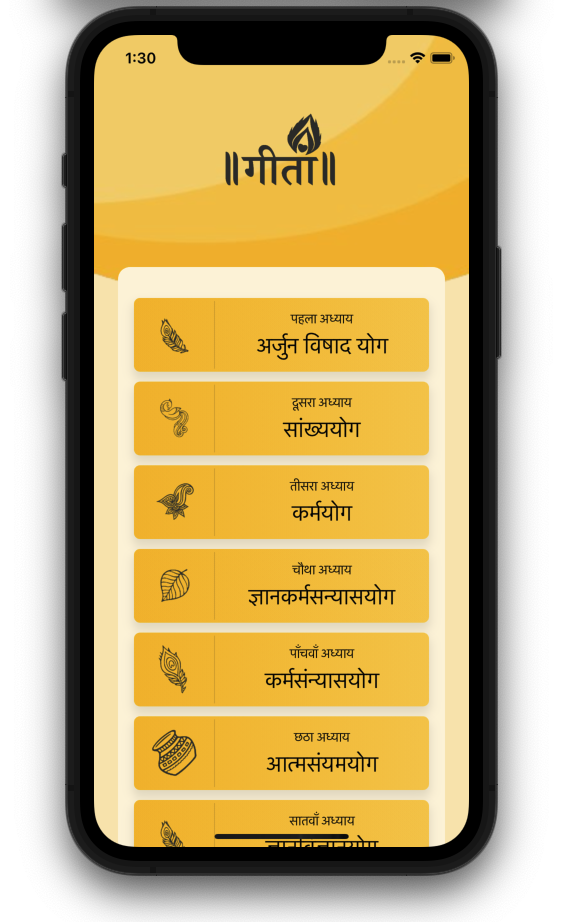 1:30
॥गीता॥
पहला अध्याय
अर्जुन विषाद योग
दूसरा अध्याय
सांख्ययोग
तीसरा अध्याय
कर्मयोग
चौथा अध्याय
ज्ञानकर्मसन्यासयोग
पाँचवाँ अध्याय
कर्मसंन्यासयोग
छठा अध्याय
आत्मसंयमयोग
सातवाँ अध्याय